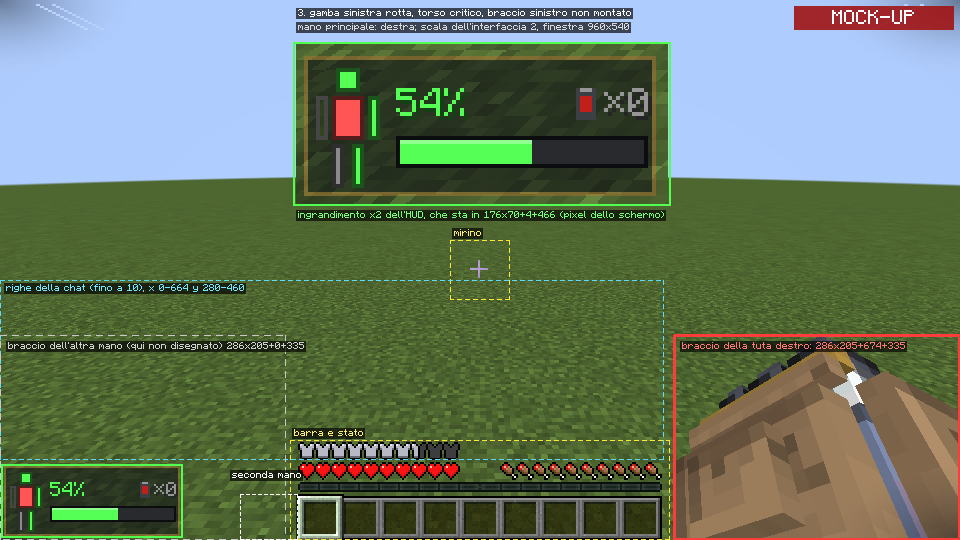 3. gamba sinistra rotta, torso critico, braccio sinistro non montato
mano principale: destra; scala dell'interfaccia 2, finestra 960x540
MOCK-UP
54%
x0
ingrandimento x2 dell'HUD, che sta in 176x70+4+466 (pixel dello schermo)
mirino
righe della chat (fino a 10), x 0-664 y 280-460
braccio dell'altra mano (qui non disegnato) 286x205+0+335
braccio della tuta destro: 286x205+674+335
barra e stato
seconda mano
54%
x0